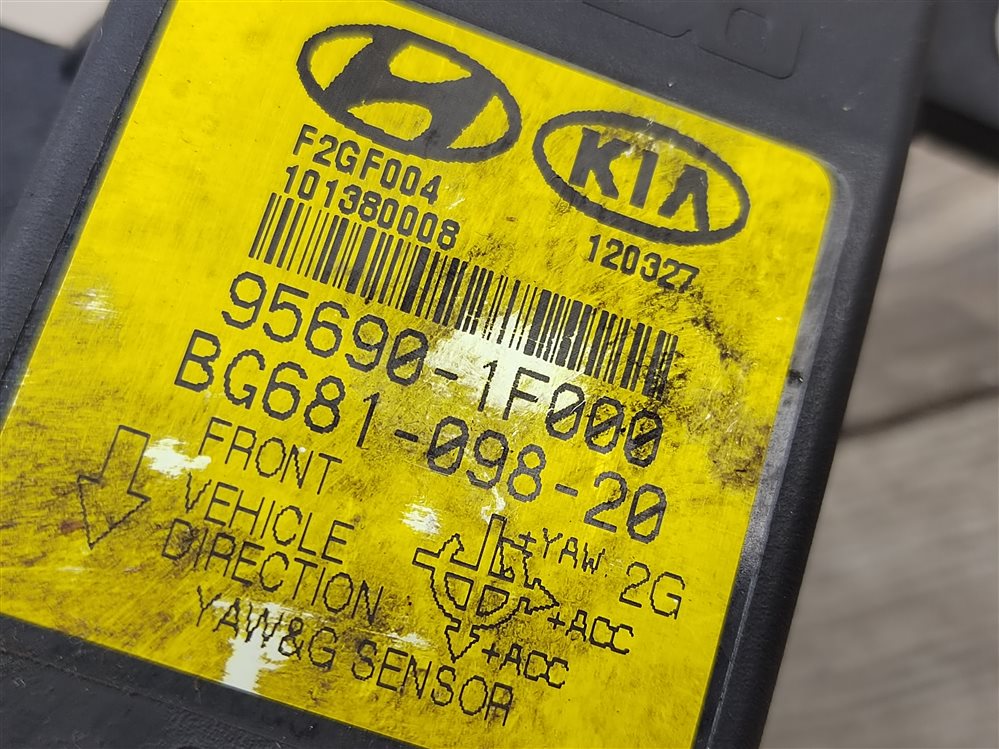 KIA
F2GF004
101380008
120327
95690-1F000
BG681-098-20
FRONT
VEHICLE
DIRECTION
+YAW. 2G
+ACC
+ACC
YAW&G SENSOR